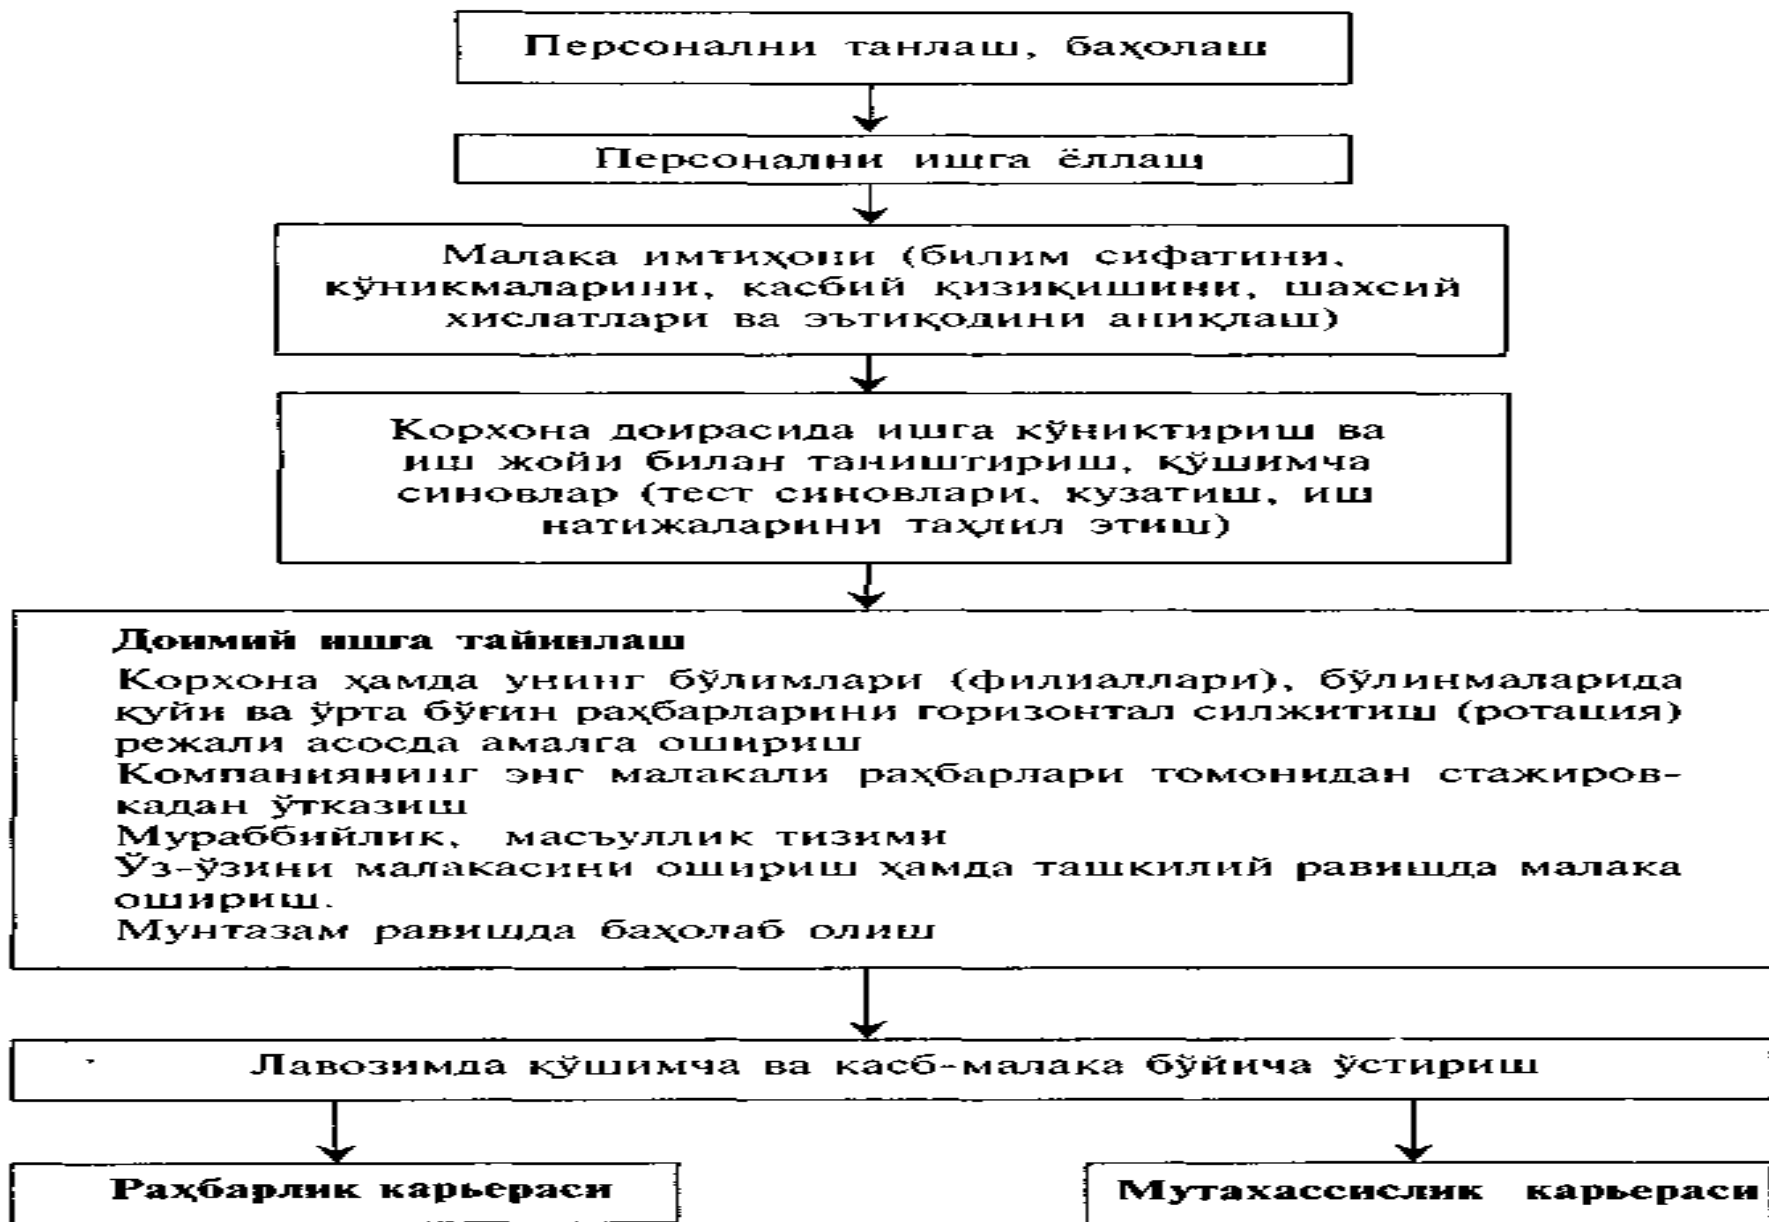 Персонални танлаш, баҳолаш
Персонални ишга ёллаш
Малака имтиҳони (билим сифатини,
кўникмаларини, касбий қизиқишини, шахсий
хислатлари ва эътиқодини аниқлаш)
Корхона доирасида ишга кўниктириш ва
иш жойи билан таништириш, қўшимча
синовлар (тест синовлари, кузатиш, иш
натижаларини таҳлил этиш)
Доимий ишга тайинлаш
Корхона ҳамда унинг бўлимлари (филиаллари), бўлинмаларида
қуйи ва ўрта бўғин раҳбарларини горизонтал силжитиш (ротация)
режали асосда амалга ошириш
Компаниянинг энг малакали раҳбарлари томонидан стажиров-
кадан ўтказиш
Мураббийлик, масъуллик тизими
Ўз-ўзини малакасини ошириш ҳамда ташкилий равишда малака
ошириш.
Мунтазам равишда баҳолаб олиш
Лавозимда қўшимча ва касб-малака бўйича ўстириш
Раҳбарлик карьераси
Мутахассислик карьераси